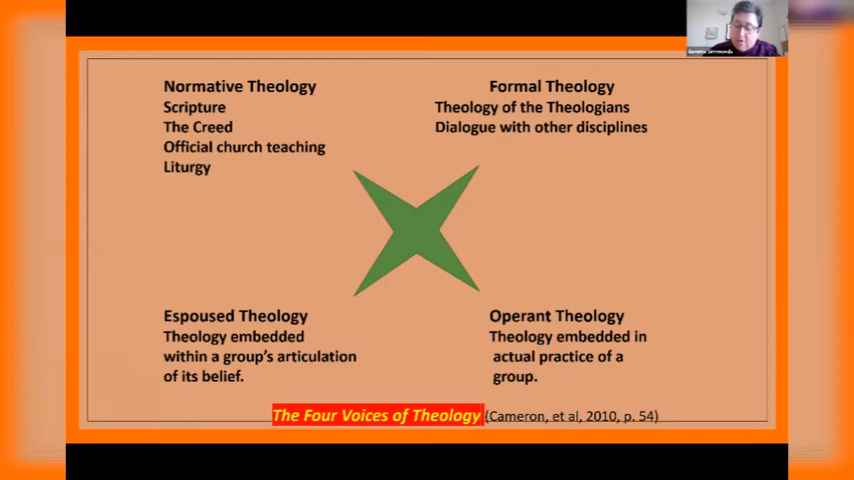 Normative Theology
Scripture
The Creed
Official church teaching
Liturgy
Formal Theology
Theology of the Theologians
Dialogue with other disciplines
Espoused Theology
Theology embedded
within a group's articulation
of its belief.
Operant Theology
Theology embedded in
actual practice of a
group.
The Four Voices of Theology (Cameron, et al, 2010, p. 54)